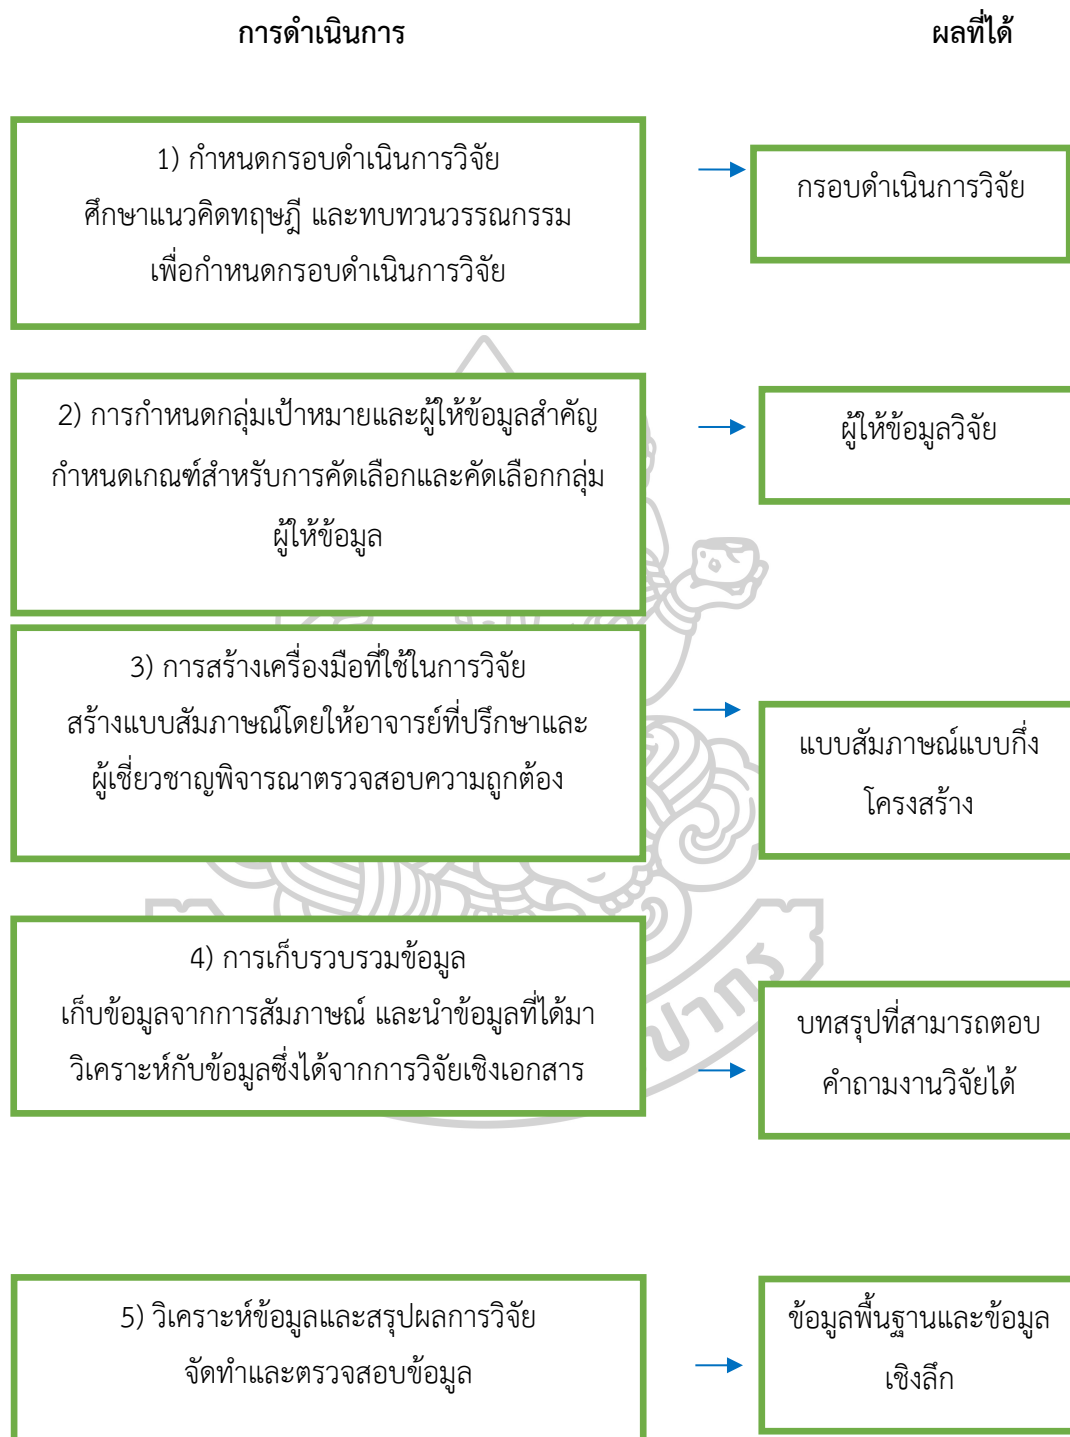 การดำเนินการ
ผลที่ได้
1) กำหนดกรอบดำเนินการวิจัย
ศึกษาแนวคิดทฤษฎี และทบทวนวรรณกรรม
เพื่อกำหนดกรอบดำเนินการวิจัย
กรอบดำเนินการวิจัย
2) การกำหนดกลุ่มเป้าหมายและผู้ให้ข้อมูลสำคัญ
กำหนดเกณฑ์สำหรับการคัดเลือกและคัดเลือกกลุ่ม
ผู้ให้ข้อมูล
ผู้ให้ข้อมูลวิจัย
3) การสร้างเครื่องมือที่ใช้ในการวิจัย
สร้างแบบสัมภาษณ์โดยให้อาจารย์ที่ปรึกษาและ
ผู้เชี่ยวชาญพิจารณาตรวจสอบความถูกต้อง
แบบสัมภาษณ์แบบกึ่ง
โครงสร้าง
4) การเก็บรวบรวมข้อมูล
เก็บข้อมูลจากการสัมภาษณ์ และนำข้อมูลที่ได้มา
วิเคราะห์กับข้อมูลซึ่งได้จากการวิจัยเชิงเอกสาร
บทสรุปที่สามารถตอบ
คำถามงานวิจัยได้
ปากร
5) วิเคราะห์ข้อมูลและสรุปผลการวิจัย
จัดทำและตรวจสอบข้อมูล
ข้อมูลพื้นฐานและข้อมูล
เชิงลึก